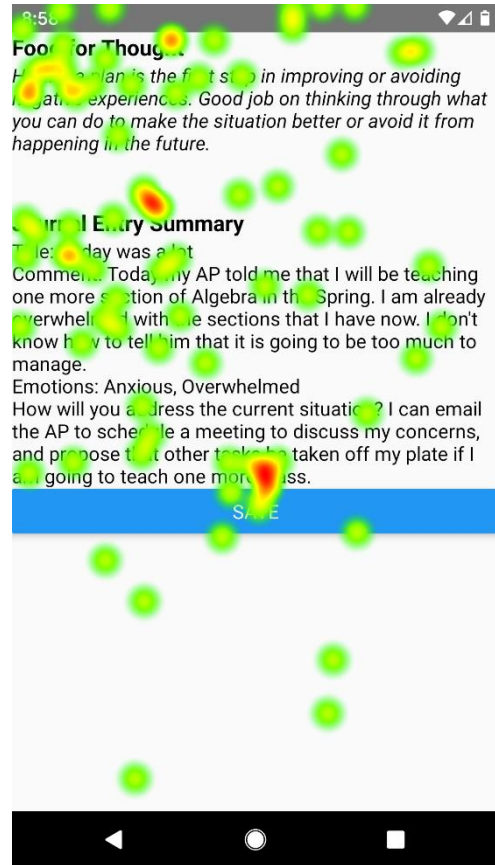 8:58
Food for Thought
Having a plan is the first step in improving or avoiding
negative experiences. Good job on thinking through what
you can do to make the situation better or avoid it from
happening in the future.
Journal Entry Summary
Title: Today was a lot
Comment: Today my AP told me that I will be teaching
one more section of Algebra in the Spring. I am already
overwhelmed with the sections that I have now. I don't
know how to tell him that it is going to be too much to
manage.
Emotions: Anxious, Overwhelmed
How will you address the current situation? I can email
the AP to schedule a meeting to discuss my concerns,
and propose that other tasks be taken off my plate if I
am going to teach one more class.
SAVE